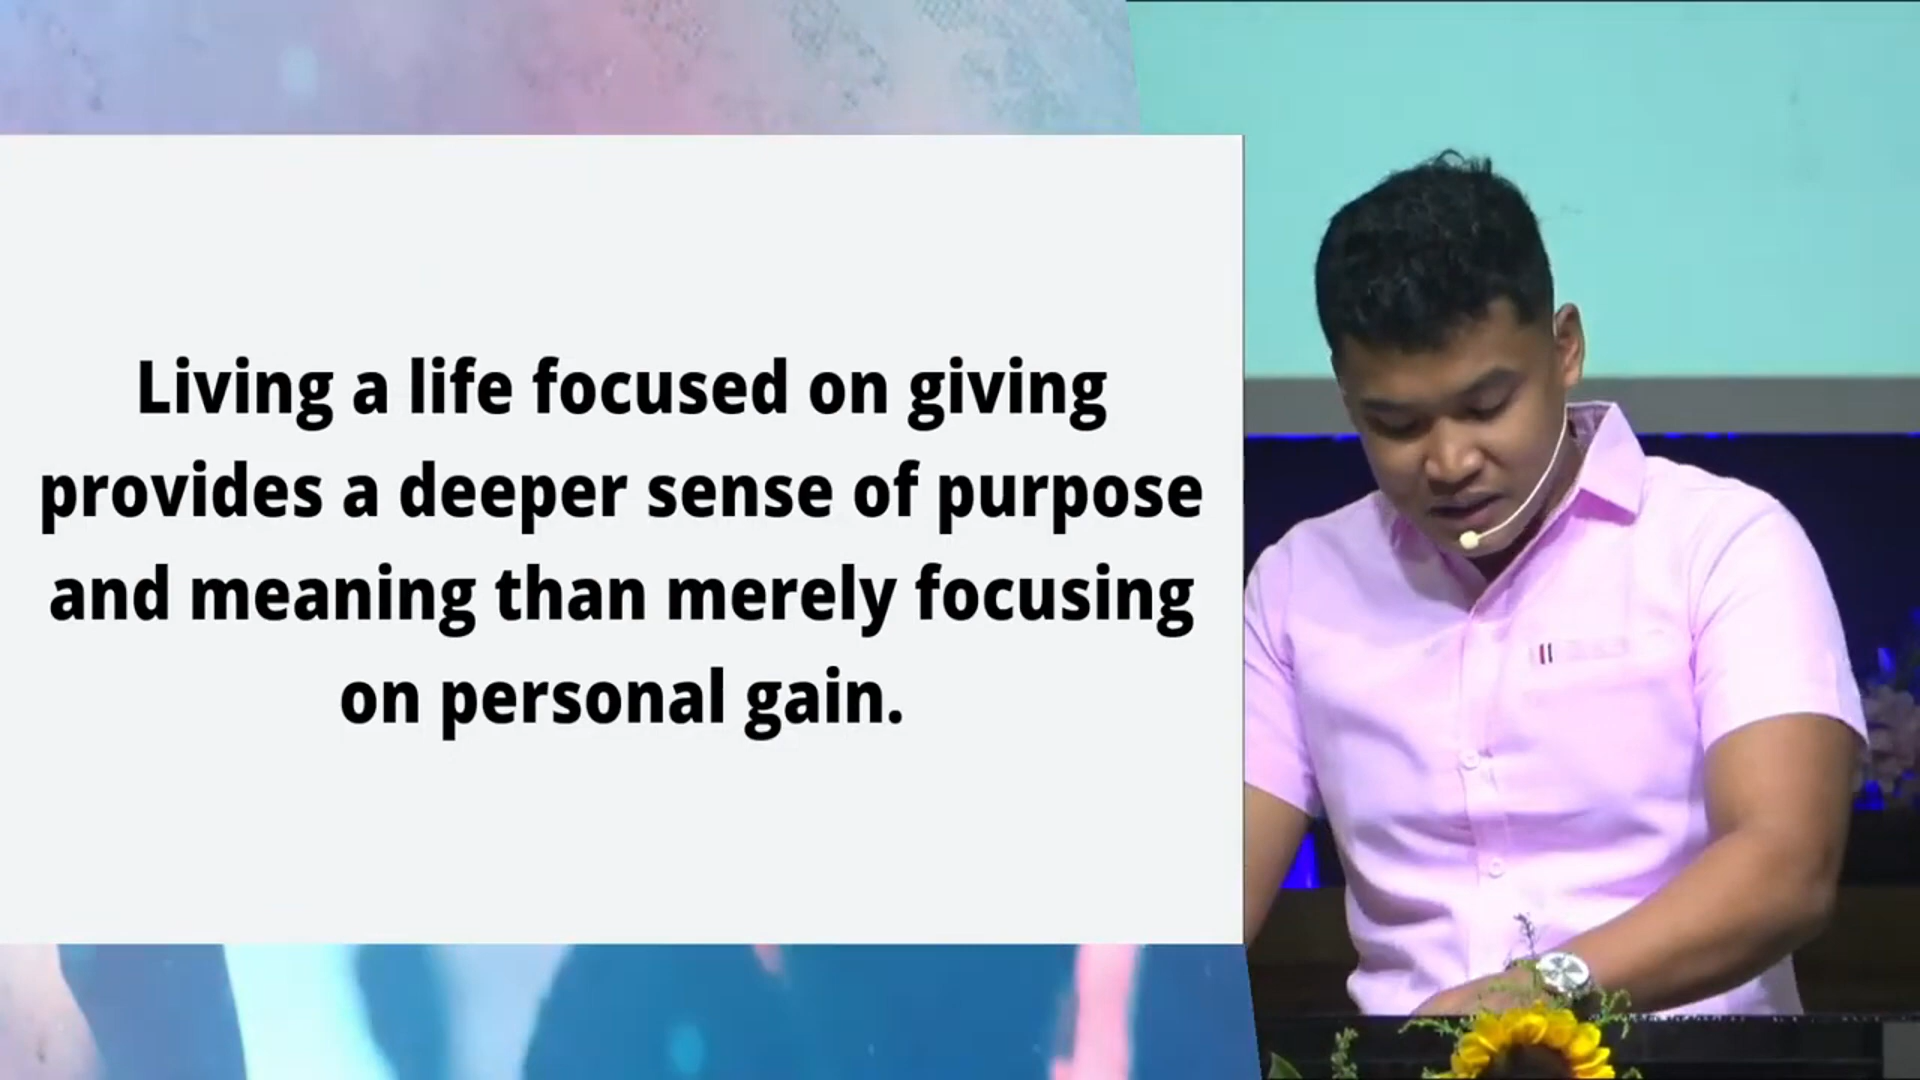 Living a life focused on giving
provides a deeper sense of purpose
and meaning than merely focusing
on personal gain.